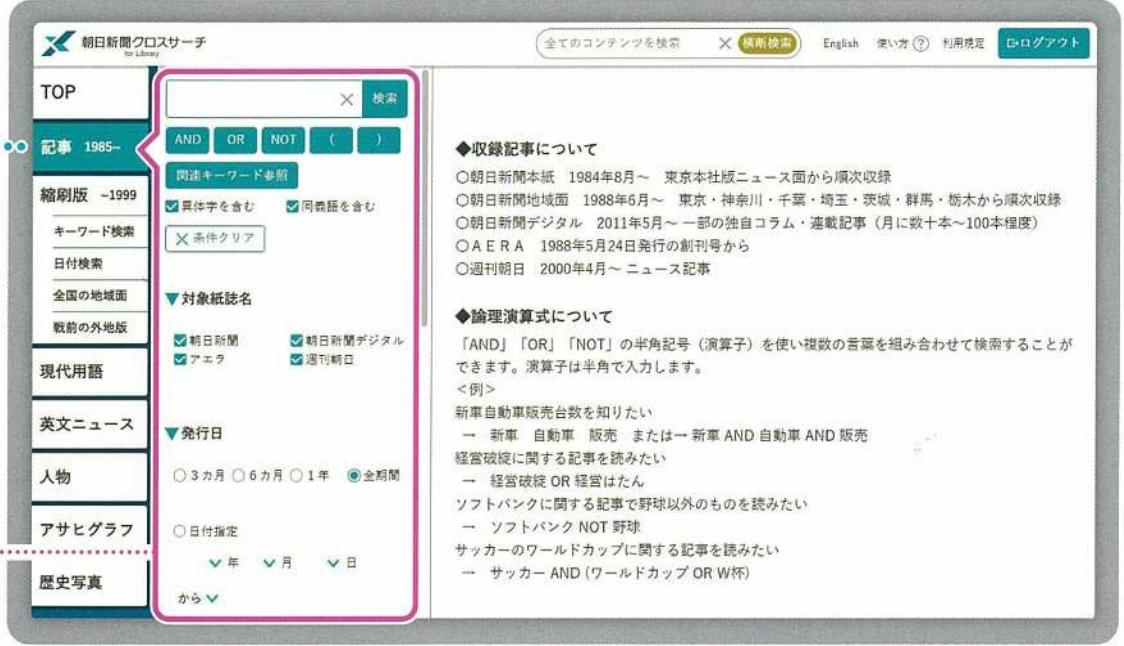 朝日新聞クロスサーチ
for Library
全てのコンテンツを検索 × 横断検索
English 使い方 ? 利用規定 ログアウト
TOP
記事 1985~
縮刷版 ~1999
キーワード検索
日付検索
全国の地域面
戦前の外地版
現代用語
英文ニュース
人物
アサヒグラフ
歴史写真
× 検索
AND OR NOT ( )
関連キーワード参照
異体字を含む 同義語を含む
× 条件クリア
▼対象紙誌名
朝日新聞 朝日新聞デジタル
アエラ 週刊朝日
▼発行日
○3カ月 ○6カ月 ○1年 ◉全期間
○日付指定
年 月 日
から
◆収録記事について
○朝日新聞本紙 1984年8月~ 東京本社版ニュース面から順次収録
○朝日新聞地域面 1988年6月~ 東京・神奈川・千葉・埼玉・茨城・群馬・栃木から順次収録
○朝日新聞デジタル 2011年5月~ 一部の独自コラム・連載記事(月に数十本~100本程度)
○AERA 1988年5月24日発行の創刊号から
○週刊朝日 2000年4月~ ニュース記事
◆論理演算式について
「AND」「OR」「NOT」の半角記号(演算子)を使い複数の言葉を組み合わせて検索することが
できます。演算子は半角で入力します。
<例>
新車自動車販売台数を知りたい
→ 新車 自動車 販売 または→ 新車 AND 自動車 AND 販売
経営破綻に関する記事を読みたい
→ 経営破綻 OR 経営はたん
ソフトバンクに関する記事で野球以外のものを読みたい
→ ソフトバンク NOT 野球
サッカーのワールドカップに関する記事を読みたい
→ サッカー AND (ワールドカップ OR W杯)